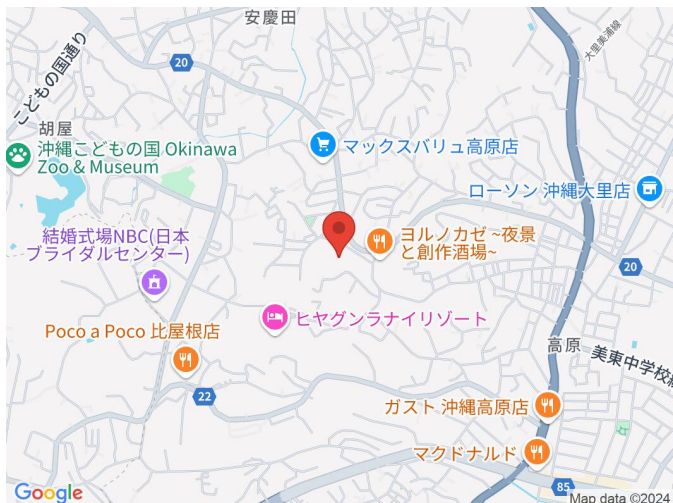 安慶田
大里美浦線
20
こどもの国通り
胡屋
マックスバリュ高原店
沖縄こどもの国 Okinawa
Zoo & Museum
ローソン 沖縄大里店
結婚式場NBC(日本
ブライダルセンター)
ヨルノカゼ ~夜景
と創作酒場~
20
ヒヤグンラナイリゾート
Poco a Poco 比屋根店
高原
美東中学校
22
ガスト 沖縄高原店
マクドナルド
85
Google
Map data ©2024